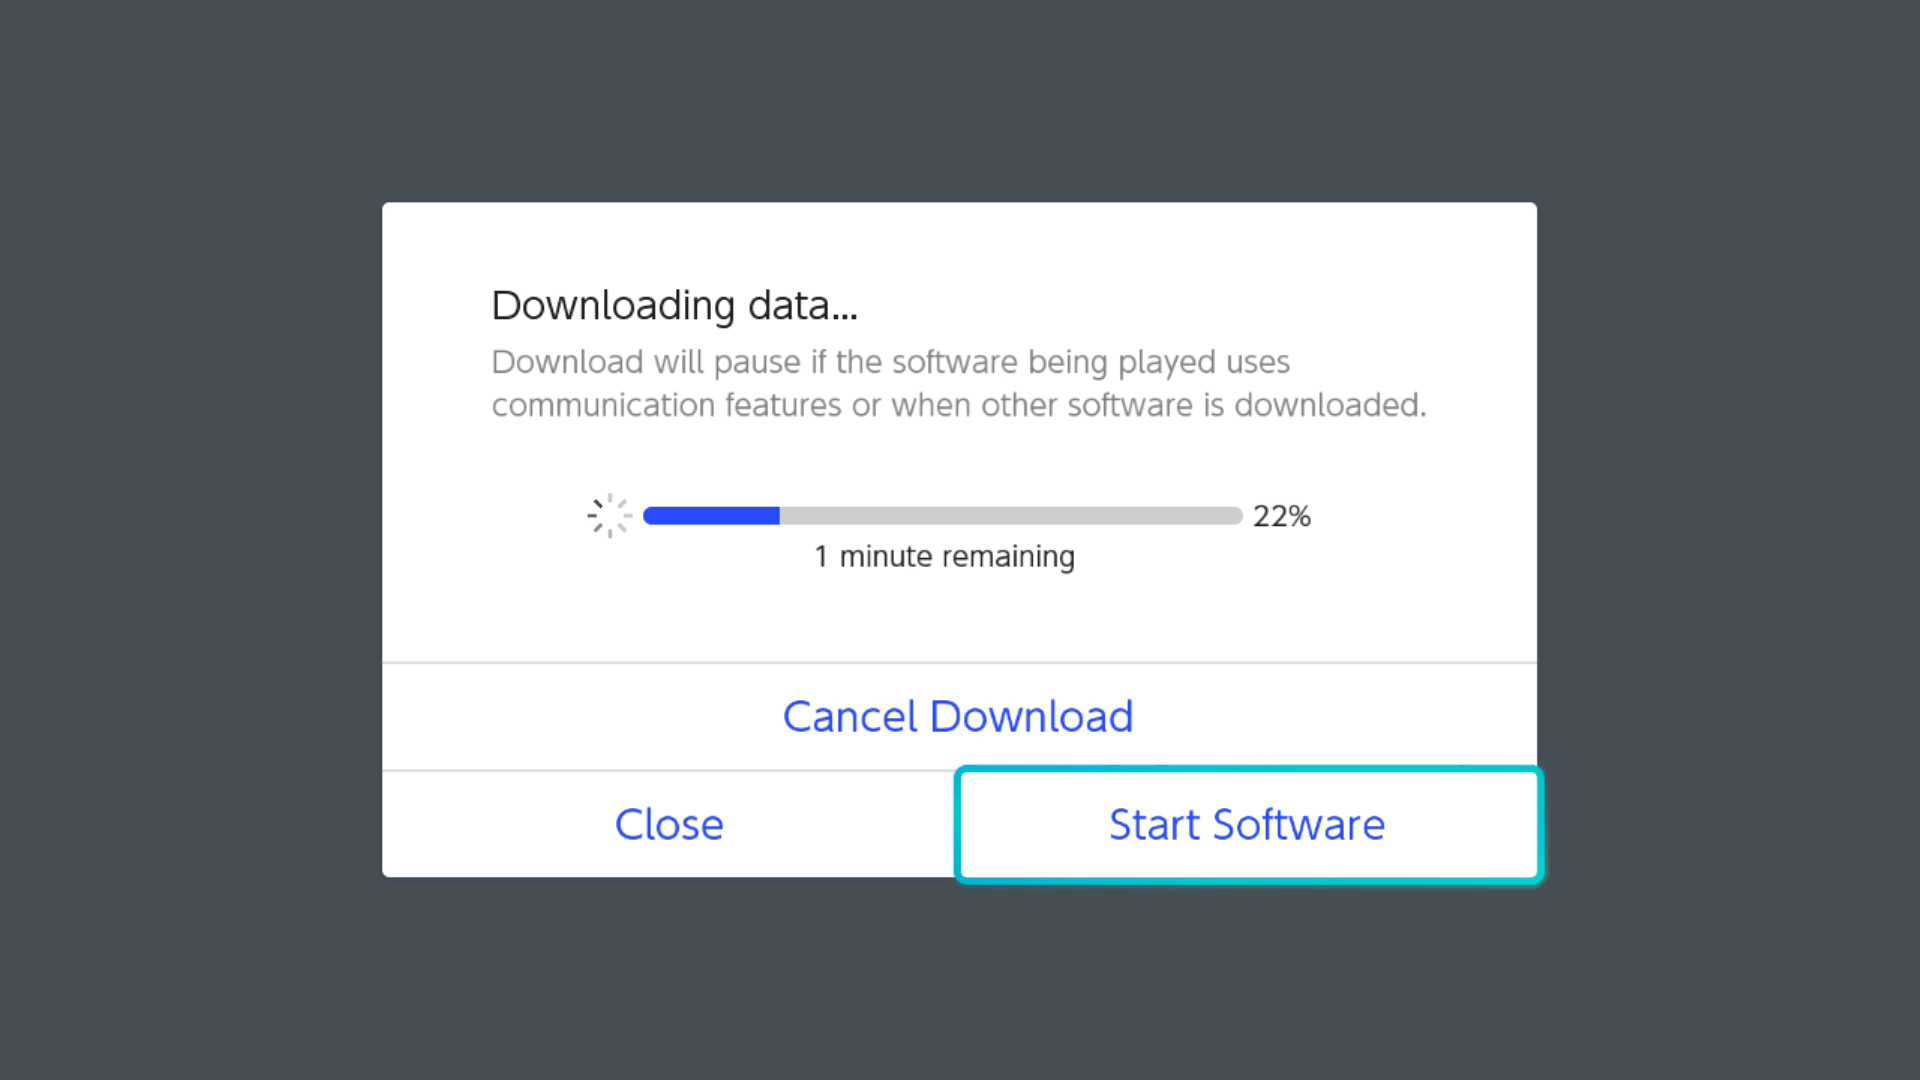 Downloading data...
Download will pause if the software being played uses
communication features or when other software is downloaded.
22%
1 minute remaining
Cancel Download
Close
Start Software